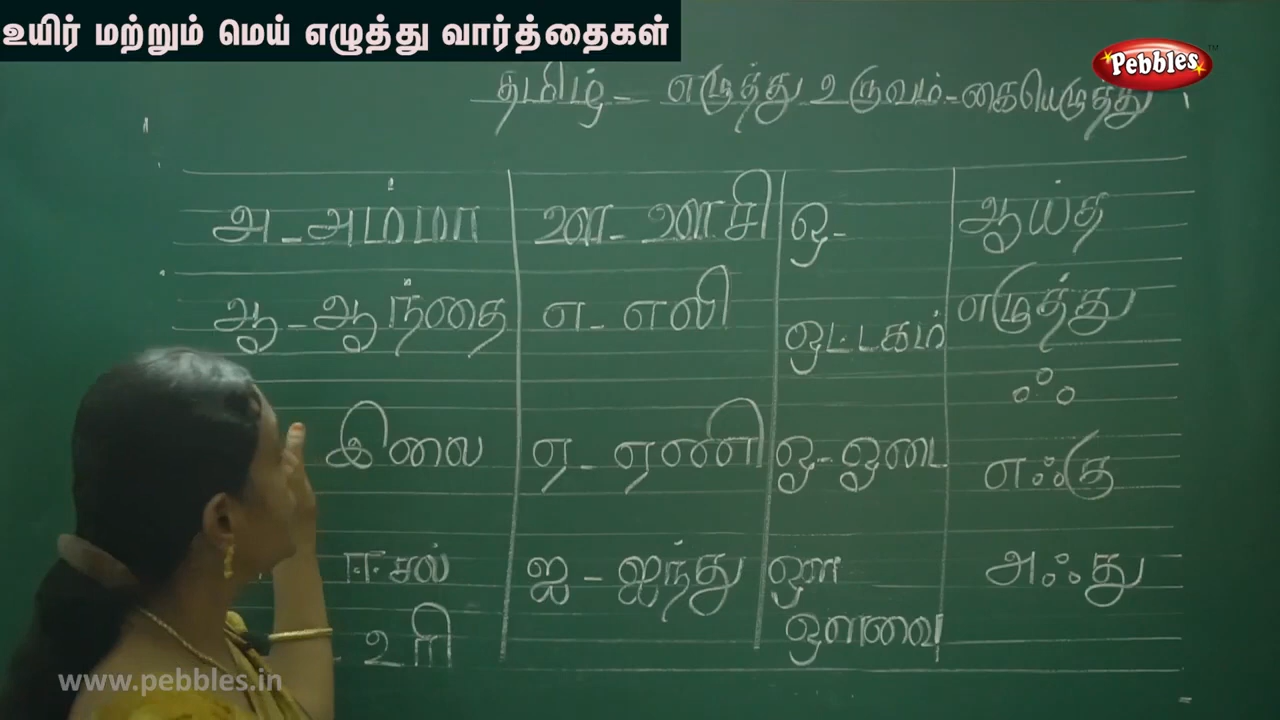 உயிர் மற்றும் மெய் எழுத்து வார்த்தைகள்
Pebbles™
தமிழ் - எழுத்து உருவம் - கையெழுத்து
அ - அம்மா
ஆ - ஆந்தை
இலை
ஈசல்
- உரி
ஊ - ஊசி
எ - எலி
ஏ - ஏணி
ஐ - ஐந்து
ஒ -
ஒட்டகம்
ஓ - ஓடை
ஔ
ஔவை
ஆய்த
எழுத்து
ஃ
எஃகு
அஃது
www.pebbles.in